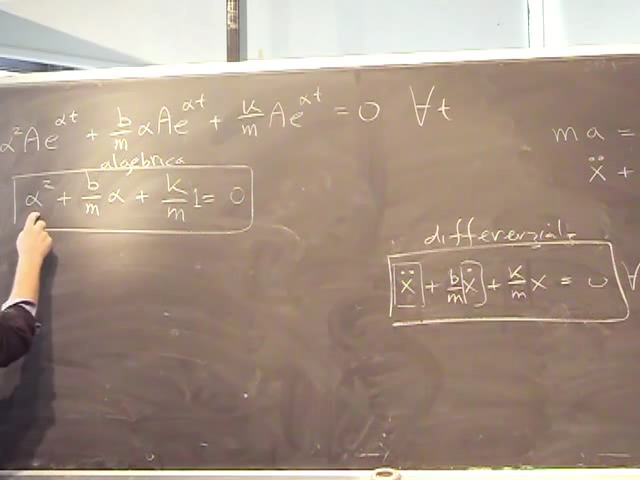 α²Ae^αt + b/m αAe^αt + k/m Ae^αt = 0 ∀t
algebrica
α² + b/m α + k/m 1 = 0
ma =
ẍ +
differenziale
ẍ + b/m ẋ + k/m x = 0 ∀